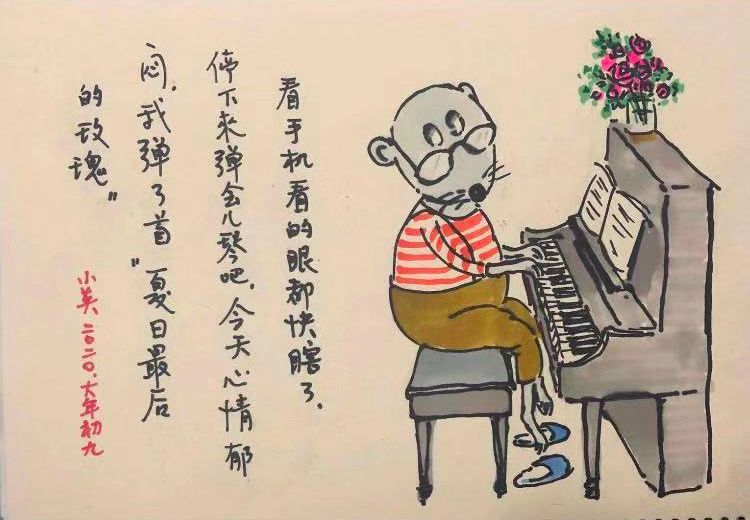 看手机看的眼都快瞎了.
停下来弹会儿琴吧.今天心情郁
闷.我弹了首“夏日最后
的玫瑰”
小英二〇二〇.大年初九